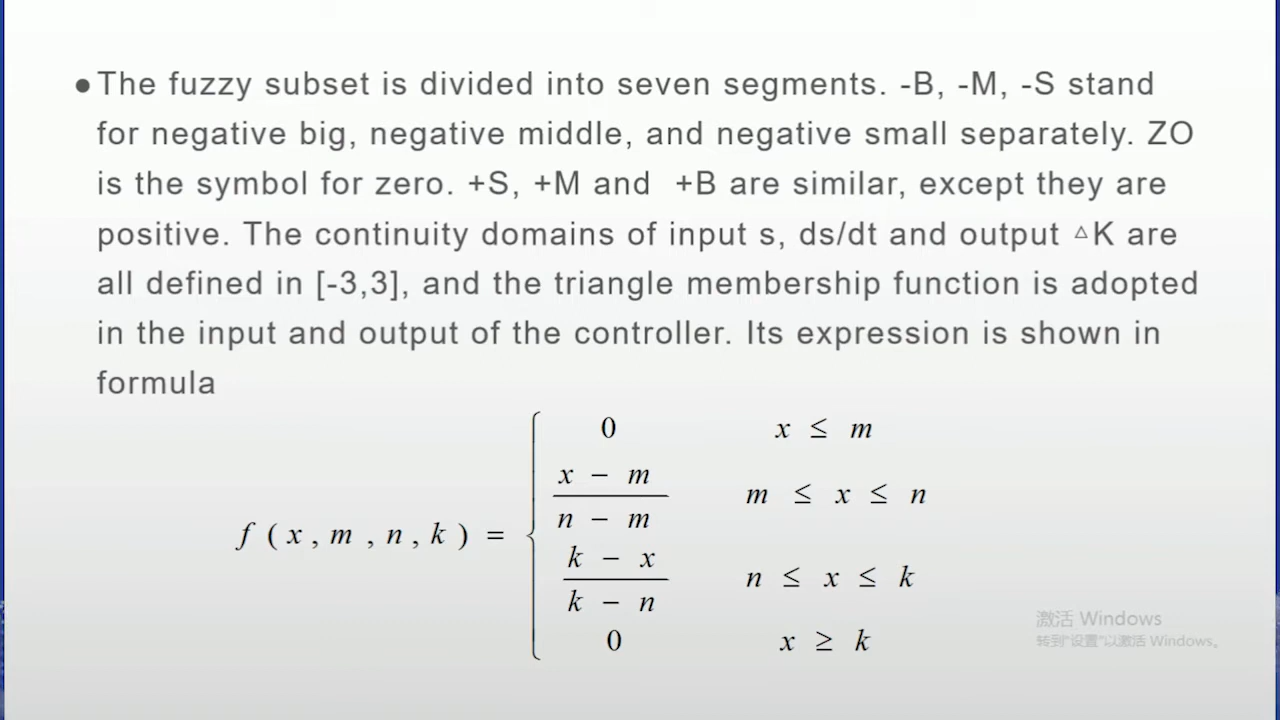 ●The fuzzy subset is divided into seven segments. -B, -M, -S stand
for negative big, negative middle, and negative small separately. ZO
is the symbol for zero. +S, +M and +B are similar, except they are
positive. The continuity domains of input s, ds/dt and output △K are
all defined in [-3,3], and the triangle membership function is adopted
in the input and output of the controller. Its expression is shown in
formula
0 x ≤ m
x − m
m ≤ x ≤ n
n − m
f ( x , m , n , k ) =
k − x
n ≤ x ≤ k
k − n
0 x ≥ k
激活 Windows
转到"设置"以激活 Windows。